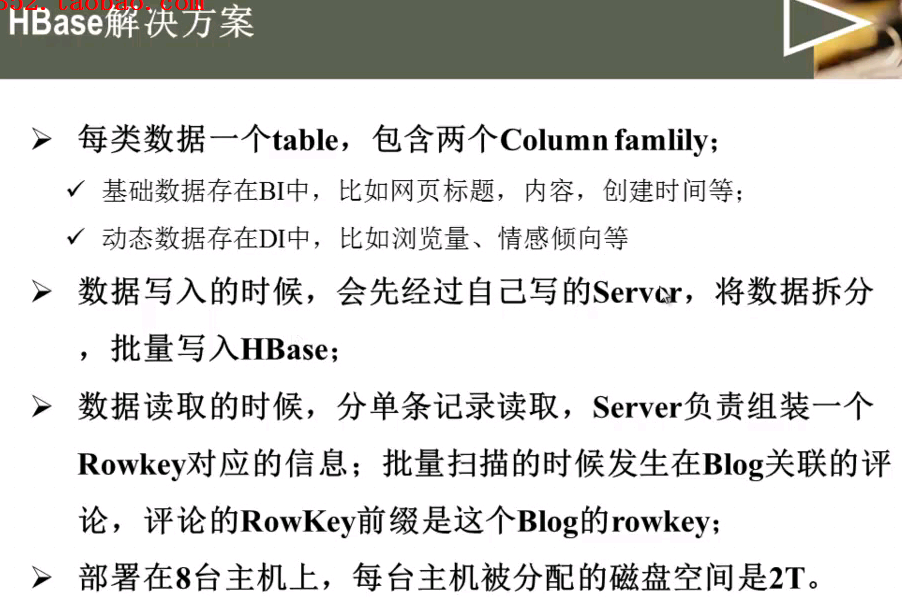 552.taobao.com
HBase解决方案
每类数据一个table，包含两个Column famlily；
基础数据存在BI中，比如网页标题，内容，创建时间等；
动态数据存在DI中，比如浏览量、情感倾向等
数据写入的时候，会先经过自己写的Server，将数据拆分
，批量写入HBase；
数据读取的时候，分单条记录读取，Server负责组装一个
Rowkey对应的信息；批量扫描的时候发生在Blog关联的评
论，评论的RowKey前缀是这个Blog的rowkey；
部署在8台主机上，每台主机被分配的磁盘空间是2T。